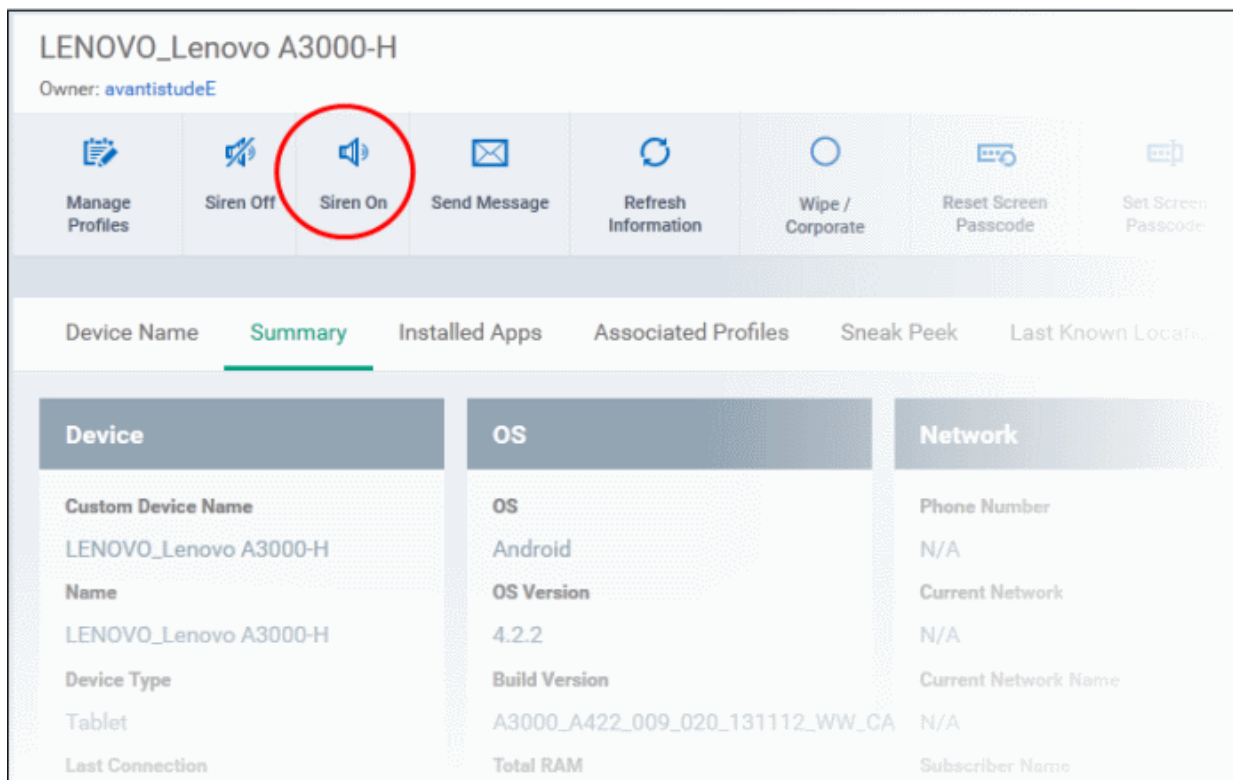 LENOVO_Lenovo A3000-H
Owner: avantistudeE
Manage Profiles
Siren Off
Siren On
Send Message
Refresh Information
Wipe / Corporate
Reset Screen Passcode
Set Screen Passcode
Device Name
Summary
Installed Apps
Associated Profiles
Sneak Peek
Last Known
Device
Custom Device Name
LENOVO_Lenovo A3000-H
Name
LENOVO_Lenovo A3000-H
Device Type
Tablet
Last Connection
OS
OS
Android
OS Version
4.2.2
Build Version
A3000_A422_009_020_131112_WW_CA
Total RAM
Network
Phone Number
N/A
Current Network
N/A
Current Network Name
N/A
Subscriber Name